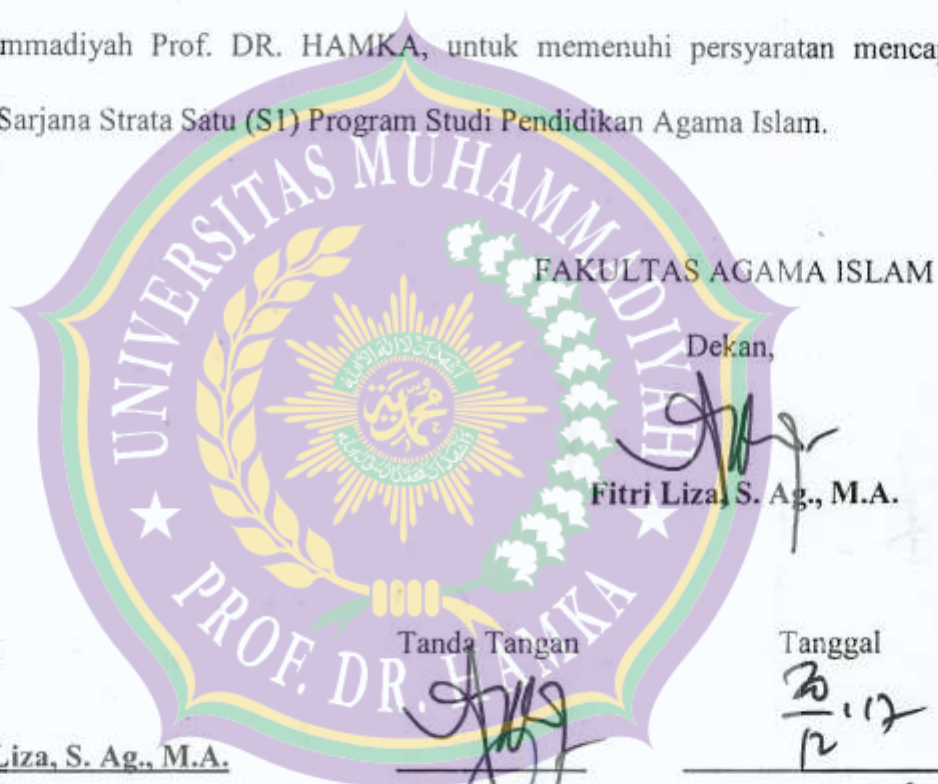 mmadiyah Prof. DR. HAMKA, untuk memenuhi persyaratan menca
Sarjana Strata Satu (S1) Program Studi Pendidikan Agama Islam.
UNIVERSITAS MUHAMMADIYAH
PROF. DR. HAMKA
FAKULTAS AGAMA ISLAM
Dekan,
Fitri Liza, S. Ag., M.A.
Tanda Tangan Tanggal
Liza, S. Ag., M.A.